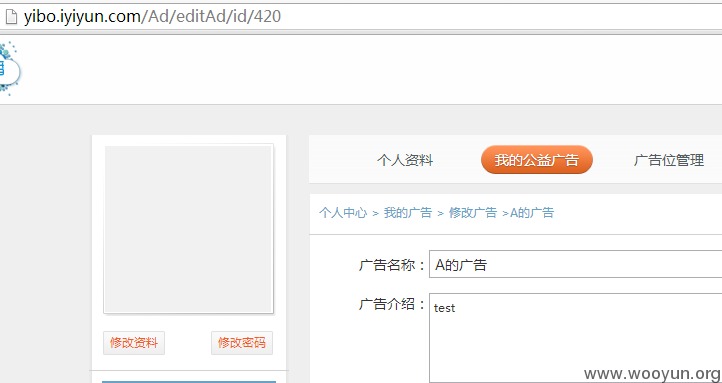 yibo.iyiyun.com/Ad/editAd/id/420
个人资料 我的公益广告 广告位管理
个人中心 > 我的广告 > 修改广告 >A的广告
广告名称： A的广告
广告介绍： test
修改资料 修改密码
www.wooyun.org